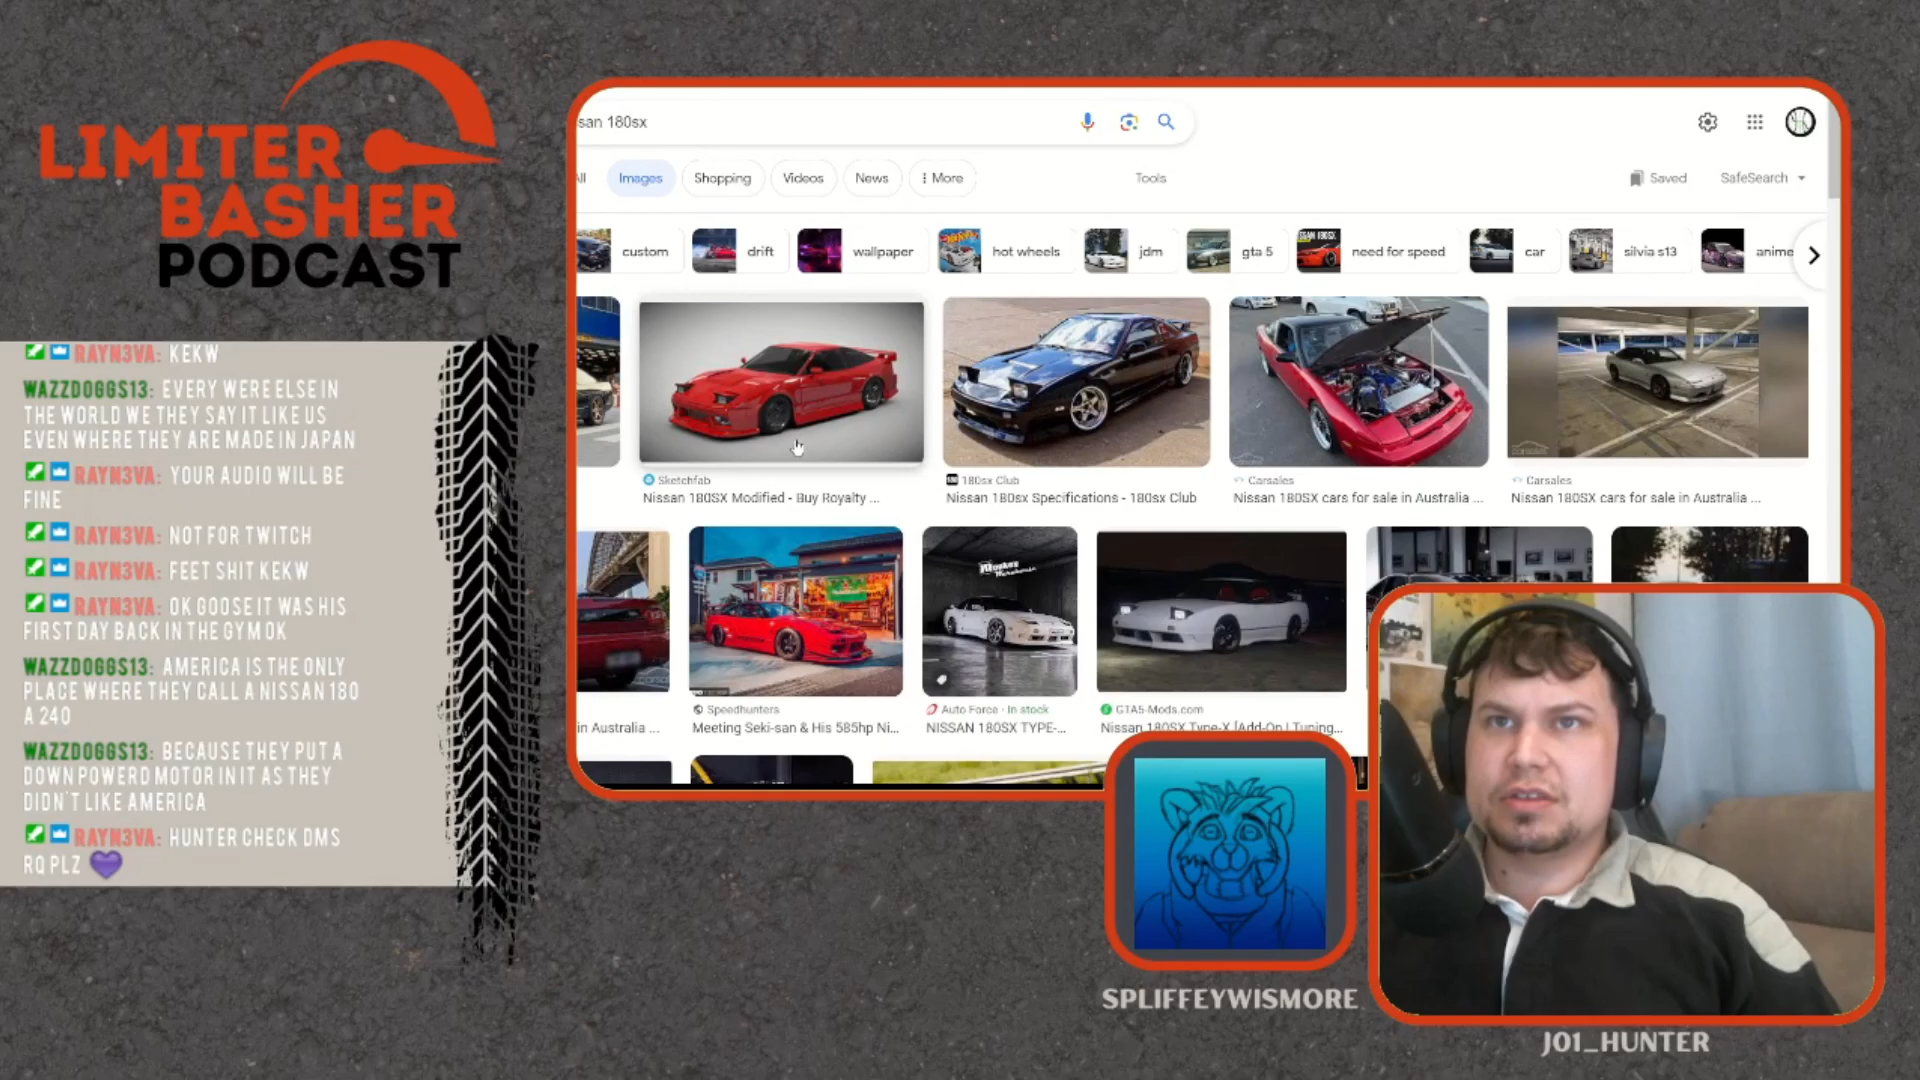 LIMITER
BASHER
PODCAST
RAYN3VA: KEKW
WAZZDOGGS13: EVERY WERE ELSE IN
THE WORLD WE THEY SAY IT LIKE US
EVEN WHERE THEY ARE MADE IN JAPAN
RAYN3VA: YOUR AUDIO WILL BE
FINE
RAYN3VA: NOT FOR TWITCH
RAYN3VA: FEET SHIT KEKW
RAYN3VA: OK GOOSE IT WAS HIS
FIRST DAY BACK IN THE GYM OK
WAZZDOGGS13: AMERICA IS THE ONLY
PLACE WHERE THEY CALL A NISSAN 180
A 240
WAZZDOGGS13: BECAUSE THEY PUT A
DOWN POWERD MOTOR IN IT AS THEY
DIDN'T LIKE AMERICA
RAYN3VA: HUNTER CHECK DMS
RQ PLZ
san 180sx
ll Images Shopping Videos News More Tools Saved SafeSearch
custom drift wallpaper hot wheels jdm gta 5 need for speed car silvia s13 anime
Sketchfab
Nissan 180SX Modified - Buy Royalty ...
180sx Club
Nissan 180sx Specifications - 180sx Club
Carsales
Nissan 180SX cars for sale in Australia ...
Carsales
Nissan 180SX cars for sale in Australia ...
in Australia ...
Speedhunters
Meeting Seki-san & His 585hp Ni...
Auto Force · In stock
NISSAN 180SX TYPE-...
GTA5-Mods.com
Nissan 180SX Type-X [Add-On | Tuning...
SPLIFFEYWISMORE
J01_HUNTER